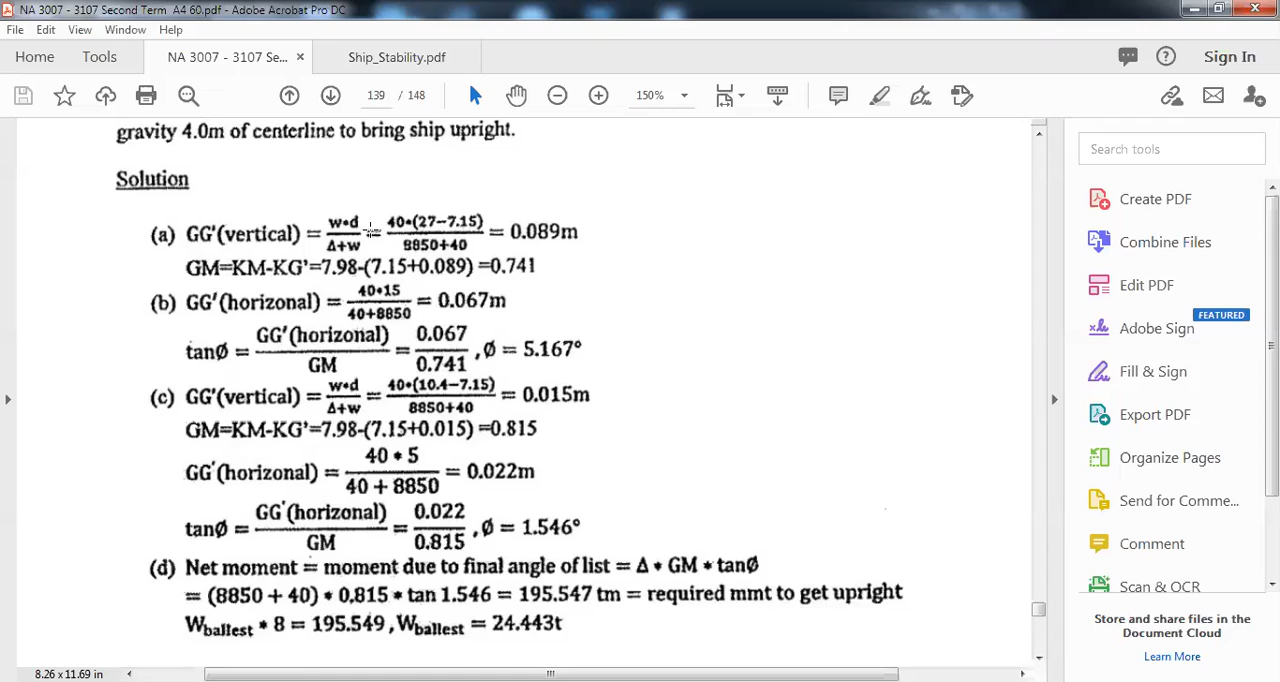 NA 3007 - 3107 Second Term A4 60.pdf - Adobe Acrobat Pro DC
File Edit View Window Help
Home Tools NA 3007 - 3107 Se... × Ship_Stability.pdf Sign In
139 / 148 150%
gravity 4.0m of centerline to bring ship upright.
Solution
(a) GG'(vertical) = w*d/Δ+w = 40*(27−7.15)/8850+40 = 0.089m
GM=KM-KG'=7.98-(7.15+0.089) =0.741
(b) GG'(horizonal) = 40*15/40+8850 = 0.067m
tanØ = GG'(horizonal)/GM = 0.067/0.741 , Ø = 5.167°
(c) GG'(vertical) = w*d/Δ+w = 40*(10.4−7.15)/8850+40 = 0.015m
GM=KM-KG'=7.98-(7.15+0.015) =0.815
GG'(horizonal) = 40 * 5/40 + 8850 = 0.022m
tanØ = GG'(horizonal)/GM = 0.022/0.815 , Ø = 1.546°
(d) Net moment = moment due to final angle of list = Δ * GM * tanØ
= (8850 + 40) * 0.815 * tan 1.546 = 195.547 tm = required mmt to get upright
Wballest * 8 = 195.549 , Wballest = 24.443t
8.26 x 11.69 in
Search tools
Create PDF
Combine Files
Edit PDF
FEATURED
Adobe Sign
Fill & Sign
Export PDF
Organize Pages
Send for Comme...
Comment
Scan & OCR
Store and share files in the
Document Cloud
Learn More